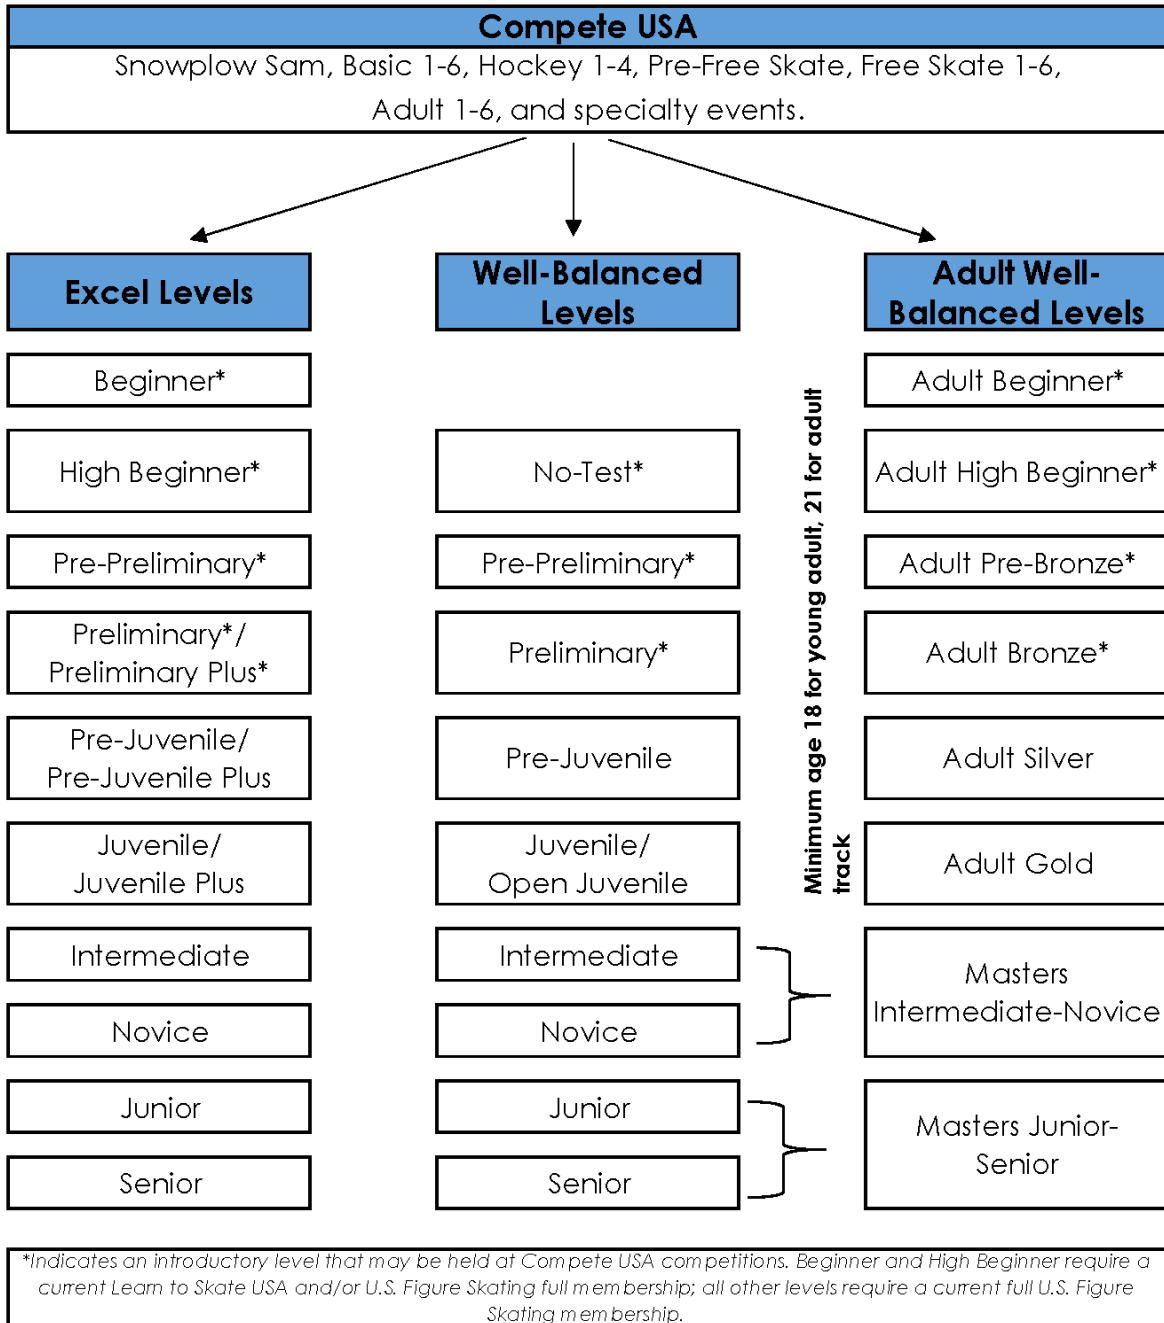 Compete USA
Snowplow Sam, Basic 1-6, Hockey 1-4, Pre-Free Skate, Free Skate 1-6,
Adult 1-6, and specialty events.
Excel Levels
Beginner*
High Beginner*
Pre-Preliminary*
Preliminary*/
Preliminary Plus*
Pre-Juvenile/
Pre-Juvenile Plus
Juvenile/
Juvenile Plus
Intermediate
Novice
Junior
Senior
Well-Balanced
Levels
No-Test*
Pre-Preliminary*
Preliminary*
Pre-Juvenile
Juvenile/
Open Juvenile
Intermediate
Novice
Junior
Senior
Minimum age 18 for young adult, 21 for adult
track
Adult Well-
Balanced Levels
Adult Beginner*
Adult High Beginner*
Adult Pre-Bronze*
Adult Bronze*
Adult Silver
Adult Gold
Masters
Intermediate-Novice
Masters Junior-
Senior
*Indicates an introductory level that may be held at Compete USA competitions. Beginner and High Beginner require a
current Learn to Skate USA and/or U.S. Figure Skating full membership; all other levels require a current full U.S. Figure
Skating membership.